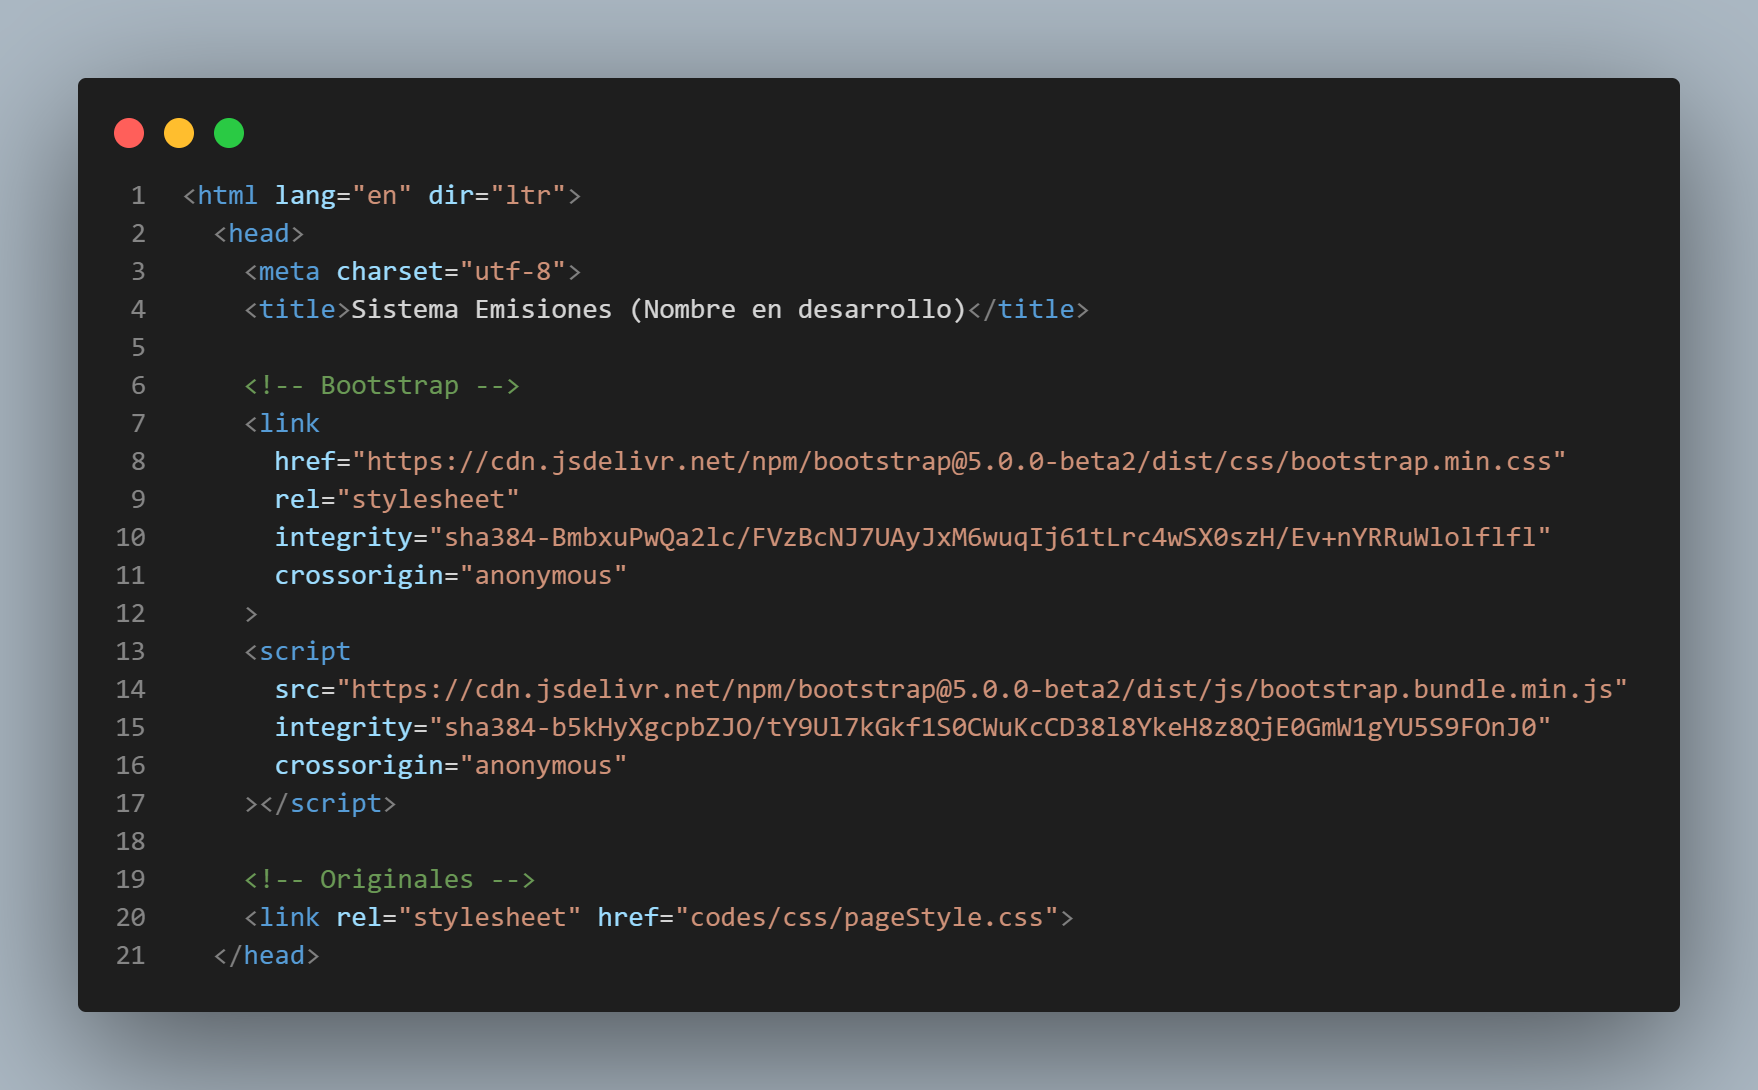 1 <html lang="en" dir="ltr">
2 <head>
3 <meta charset="utf-8">
4 <title>Sistema Emisiones (Nombre en desarrollo)</title>
5
6 <!-- Bootstrap -->
7 <link
8 href="https://cdn.jsdelivr.net/npm/bootstrap@5.0.0-beta2/dist/css/bootstrap.min.css"
9 rel="stylesheet"
10 integrity="sha384-BmbxuPwQa2lc/FVzBcNJ7UAyJxM6wuqIj61tLrc4wSX0szH/Ev+nYRRuWlolflfl"
11 crossorigin="anonymous"
12 >
13 <script
14 src="https://cdn.jsdelivr.net/npm/bootstrap@5.0.0-beta2/dist/js/bootstrap.bundle.min.js"
15 integrity="sha384-b5kHyXgcpbZJO/tY9Ul7kGkf1S0CWuKcCD38l8YkeH8z8QjE0GmW1gYU5S9FOnJ0"
16 crossorigin="anonymous"
17 ></script>
18
19 <!-- Originales -->
20 <link rel="stylesheet" href="codes/css/pageStyle.css">
21 </head>